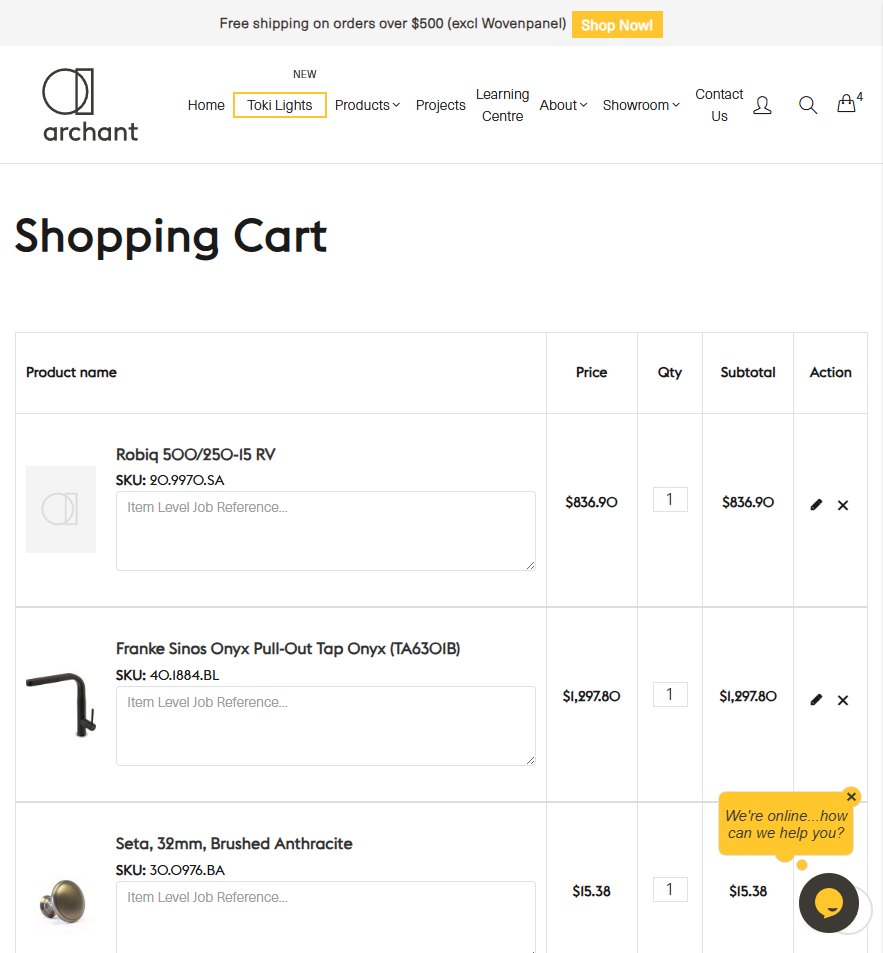 Free shipping on orders over $500 (excl Wovenpanel) Shop Now!
archant
NEW
Home Toki Lights Products Projects Learning Centre About Showroom Contact Us 4
Shopping Cart
Product name Price Qty Subtotal Action
Robiq 500/250-15 RV
SKU: 20.9970.SA
Item Level Job Reference...
$836.90 1 $836.90
Franke Sinos Onyx Pull-Out Tap Onyx (TA6301B)
SKU: 40.1884.BL
Item Level Job Reference...
$1,297.80 1 $1,297.80
Seta, 32mm, Brushed Anthracite
SKU: 30.0976.BA
Item Level Job Reference...
$15.38 1 $15.38
We're online...how
can we help you?